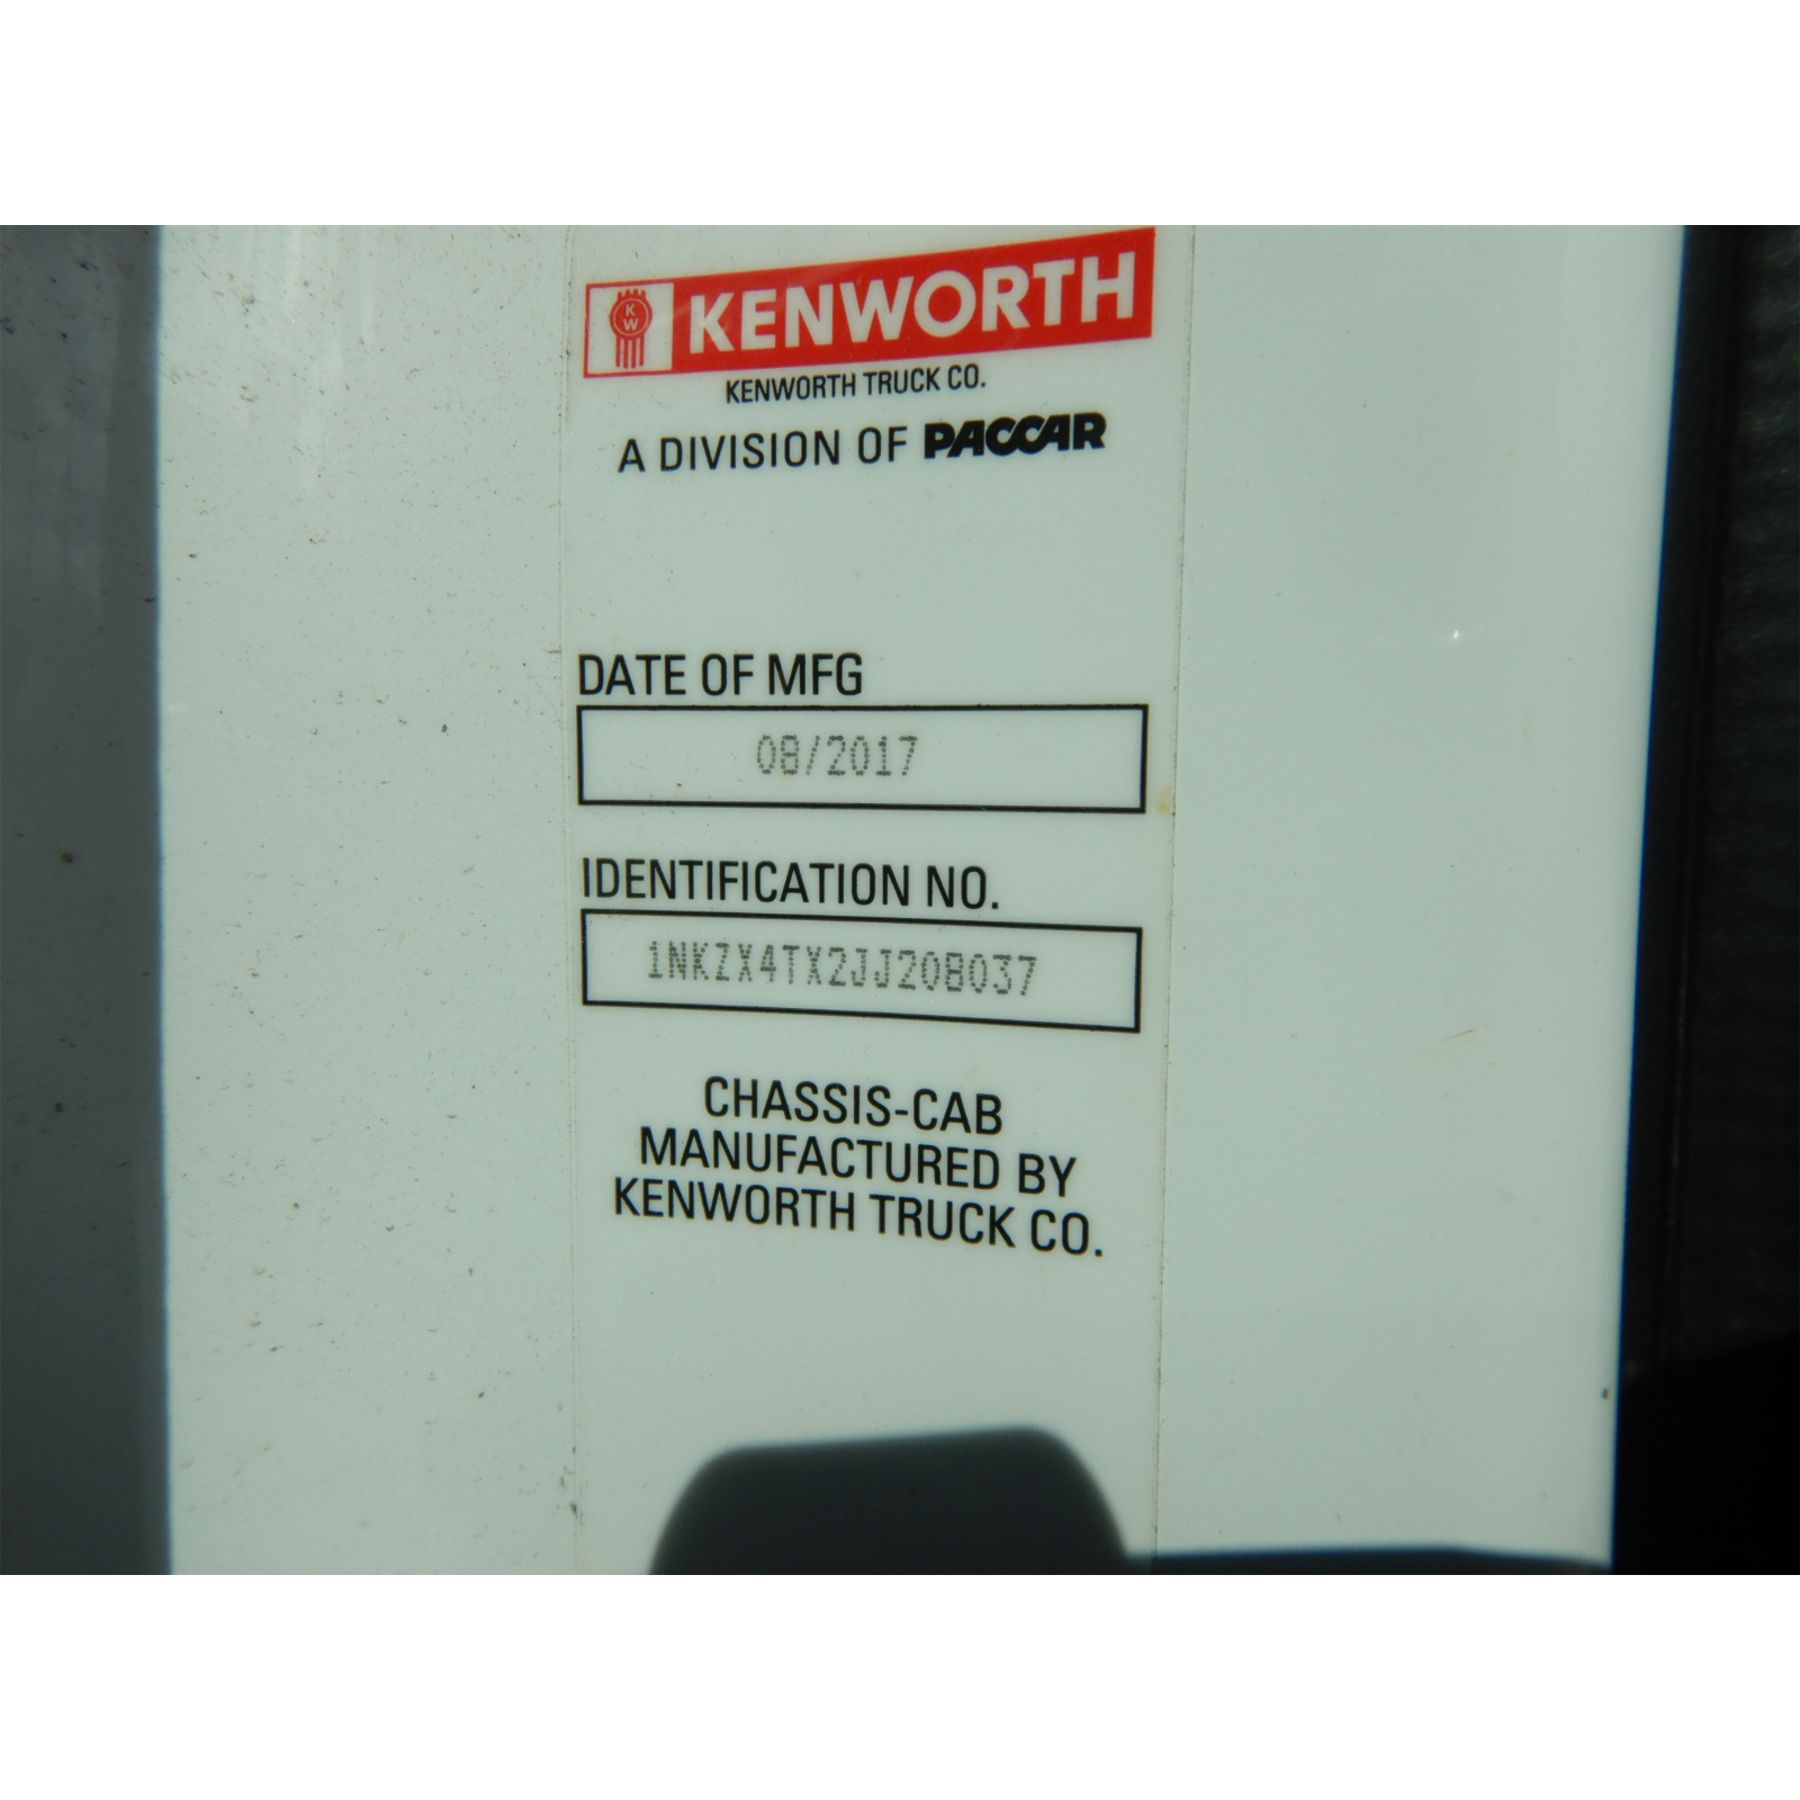 K
W
KENWORTH
KENWORTH TRUCK CO.
A DIVISION OF PACCAR
DATE OF MFG
08/2017
IDENTIFICATION NO.
1NKZX4TX2JJ208037
CHASSIS-CAB
MANUFACTURED BY
KENWORTH TRUCK CO.